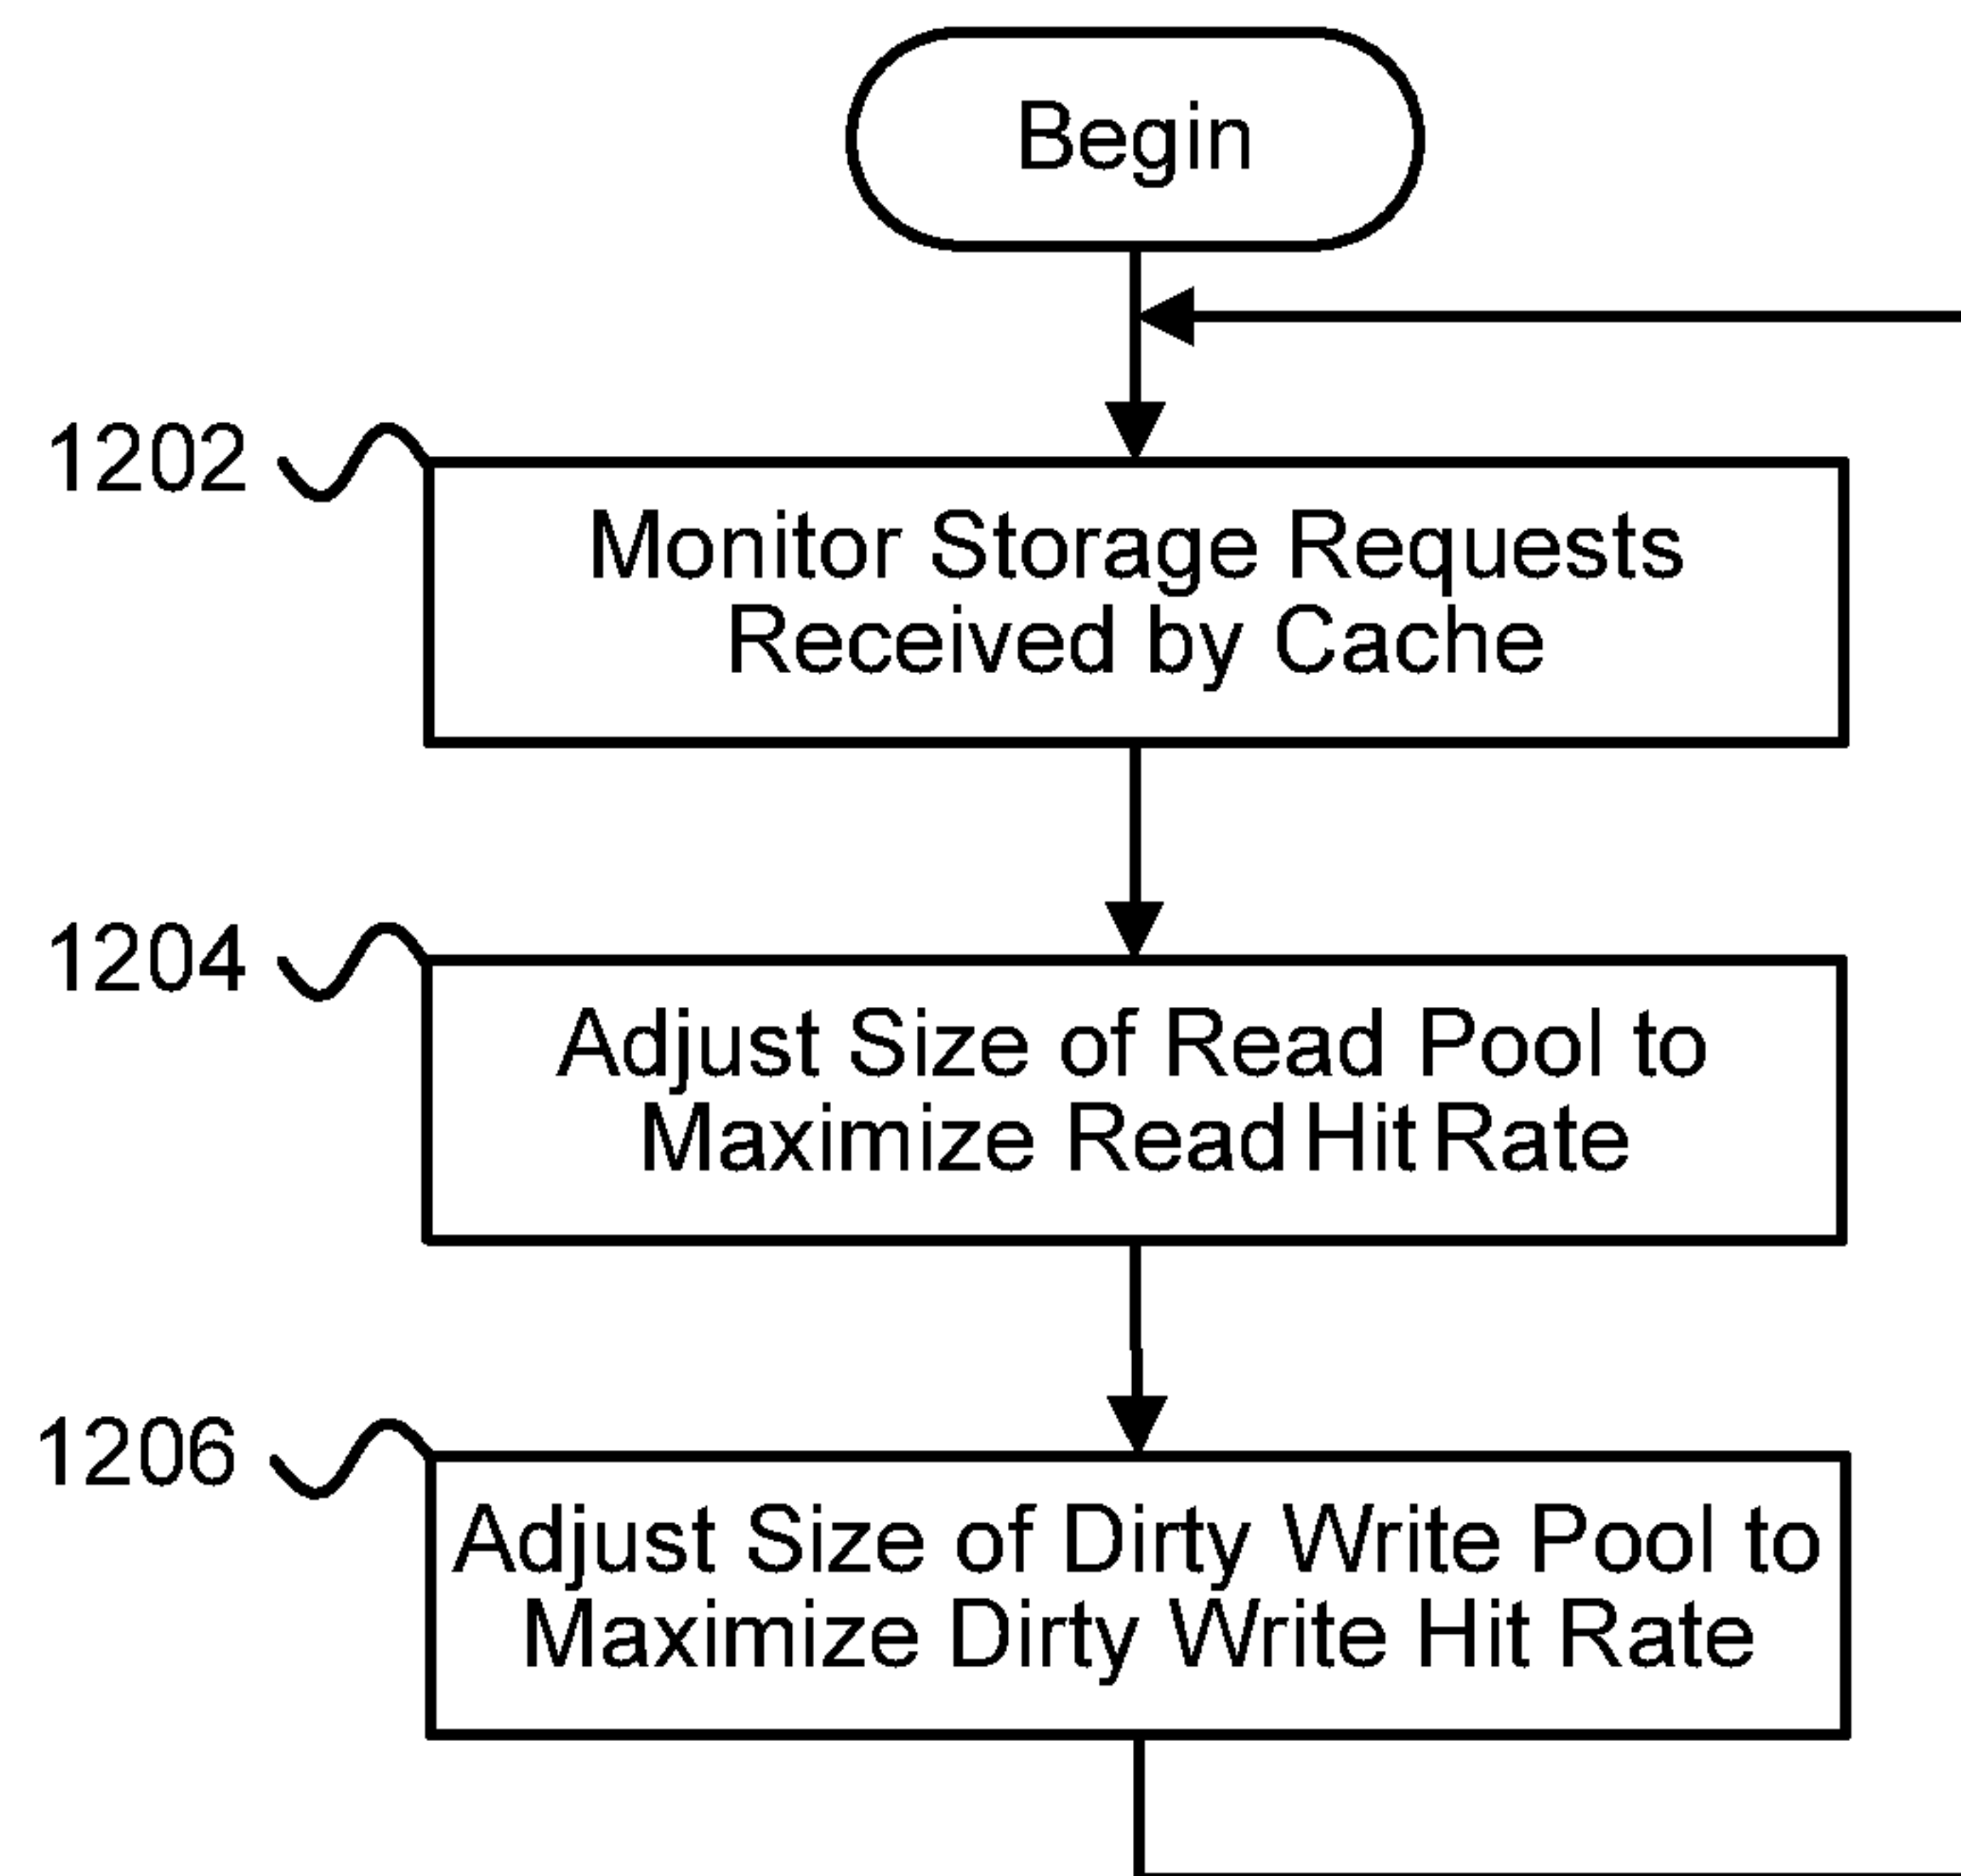 Begin
1202
Monitor Storage Requests
Received by Cache
1204
Adjust Size of Read Pool to
Maximize Read Hit Rate
1206
Adjust Size of Dirty Write Pool to
Maximize Dirty Write Hit Rate